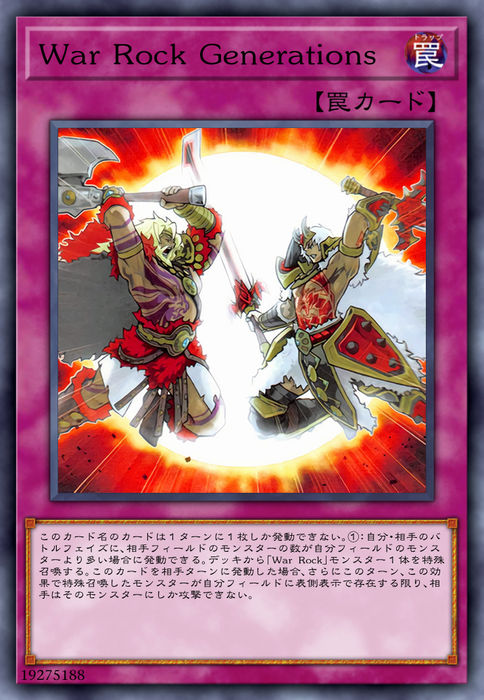 War Rock Generations
トラップ
罠
【罠カード】
このカード名のカードは１ターンに１枚しか発動できない。①：自分・相手のバ
トルフェイズに、相手フィールドのモンスターの数が自分フィールドのモンス
ターより多い場合に発動できる。デッキから「War Rock」モンスター１体を特殊
召喚する。このカードを相手ターンに発動した場合、さらにこのターン、この効
果で特殊召喚したモンスターが自分フィールドに表側表示で存在する限り、相
手はそのモンスターにしか攻撃できない。
19275188